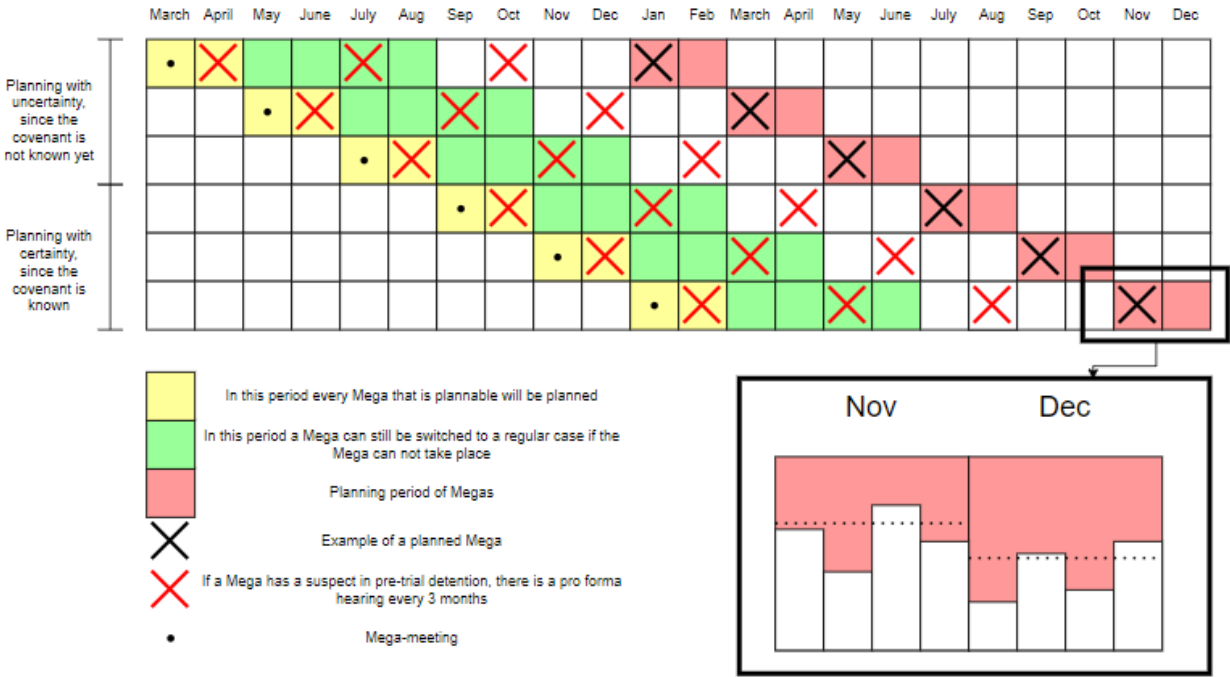 March April May June July Aug Sep Oct Nov Dec Jan Feb March April May June July Aug Sep Oct Nov Dec
Planning with
uncertainty,
since the
covenant is
not known yet
Planning with
certainty,
since the
covenant is
known
In this period every Mega that is plannable will be planned
In this period a Mega can still be switched to a regular case if the
Mega can not take place
Planning period of Megas
Example of a planned Mega
If a Mega has a suspect in pre-trial detention, there is a pro forma
hearing every 3 months
Mega-meeting
Nov Dec